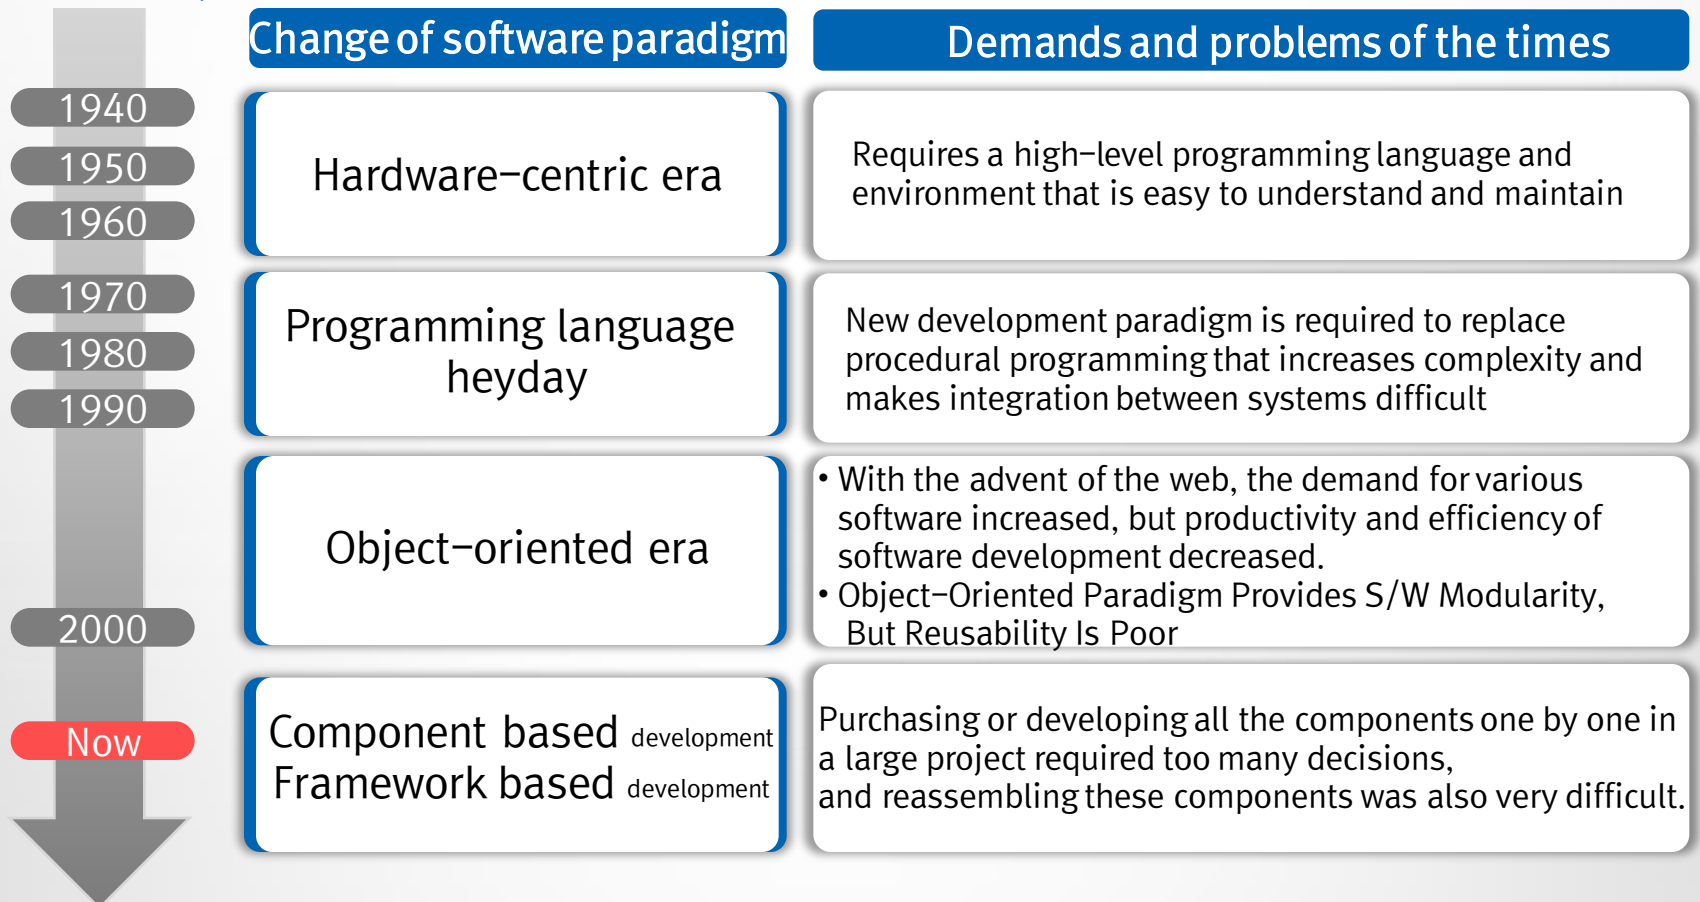 Change of software paradigm
Demands and problems of the times
1940
1950
1960
Hardware-centric era
Requires a high-level programming language and
environment that is easy to understand and maintain
1970
1980
1990
Programming language
heyday
New development paradigm is required to replace
procedural programming that increases complexity and
makes integration between systems difficult
2000
Object-oriented era
• With the advent of the web, the demand for various
software increased, but productivity and efficiency of
software development decreased.
• Object-Oriented Paradigm Provides S/W Modularity,
But Reusability Is Poor
Now
Component based development
Framework based development
Purchasing or developing all the components one by one in
a large project required too many decisions,
and reassembling these components was also very difficult.